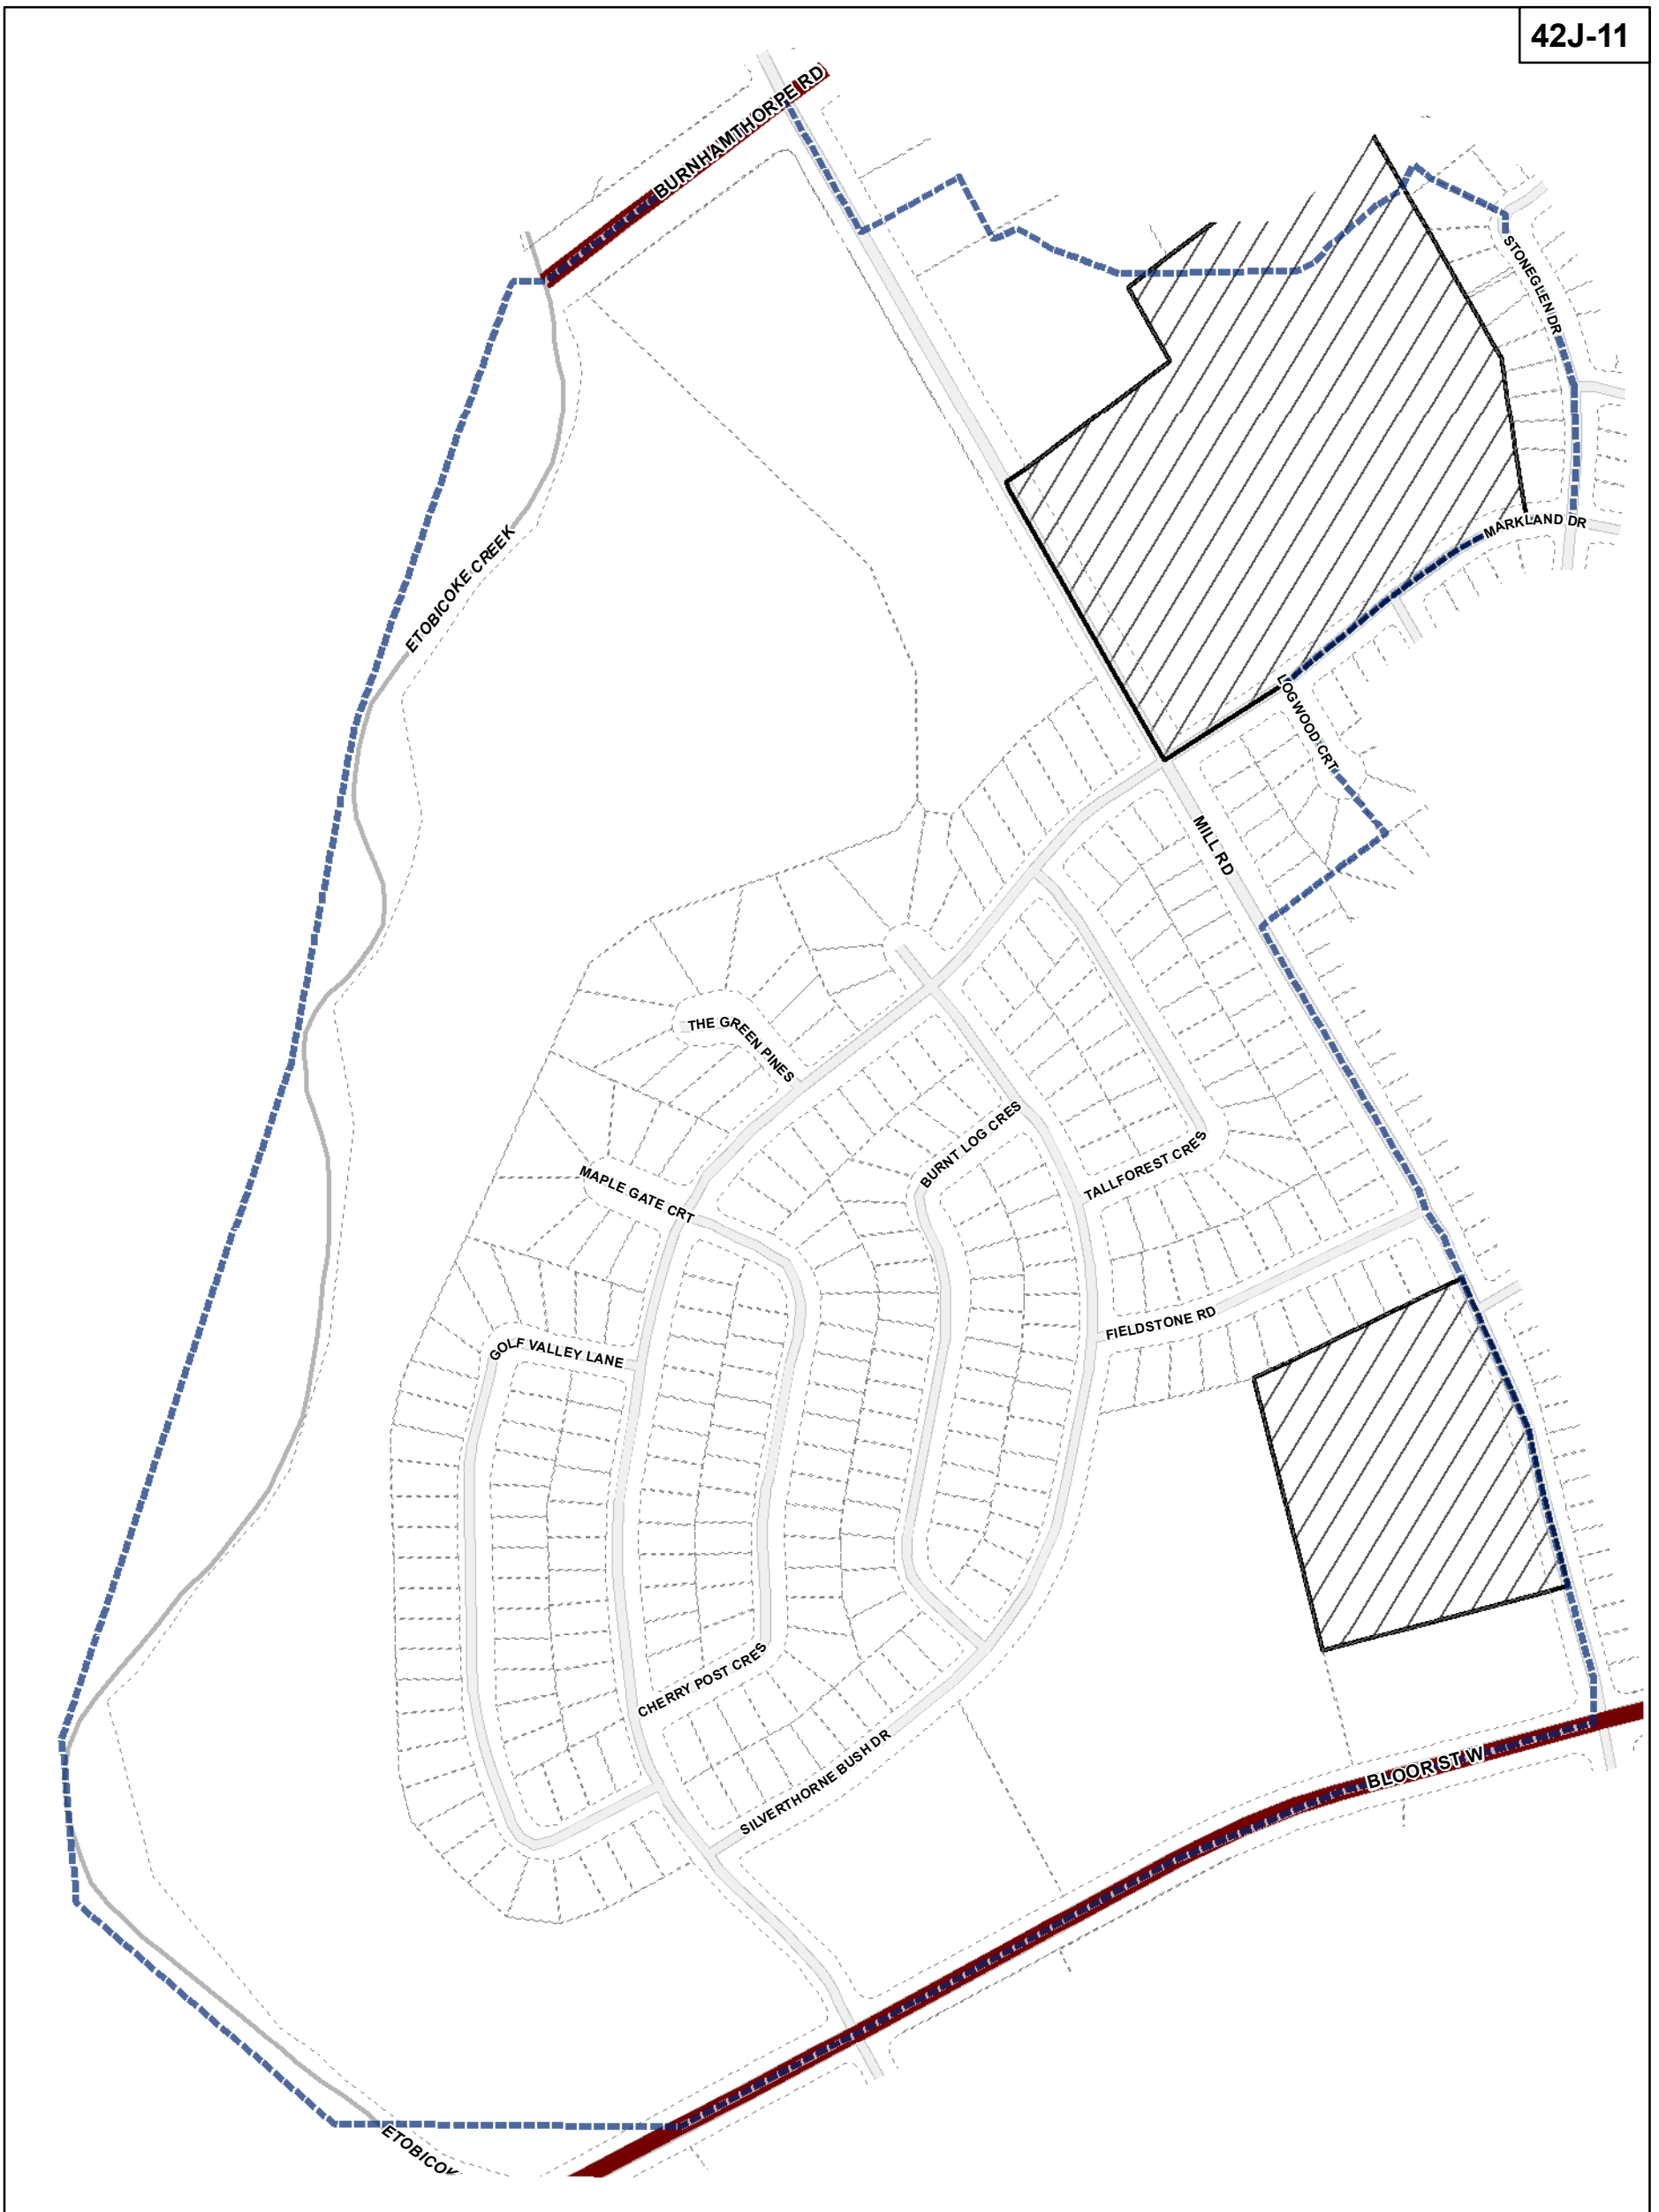 42J-11
BURNHAMTHORPE RD
STONEGLEN DR
ETOBICOKE CREEK
MARKLAND DR
LOGWOOD CRT
MILL RD
THE GREEN PINES
BURNT LOG CRES
TALLFOREST CRES
MAPLE GATE CRT
FIELDSTONE RD
GOLF VALLEY LANE
CHERRY POST CRES
SILVERTHORNE BUSH DR
BLOOR ST W
ETOBICOK